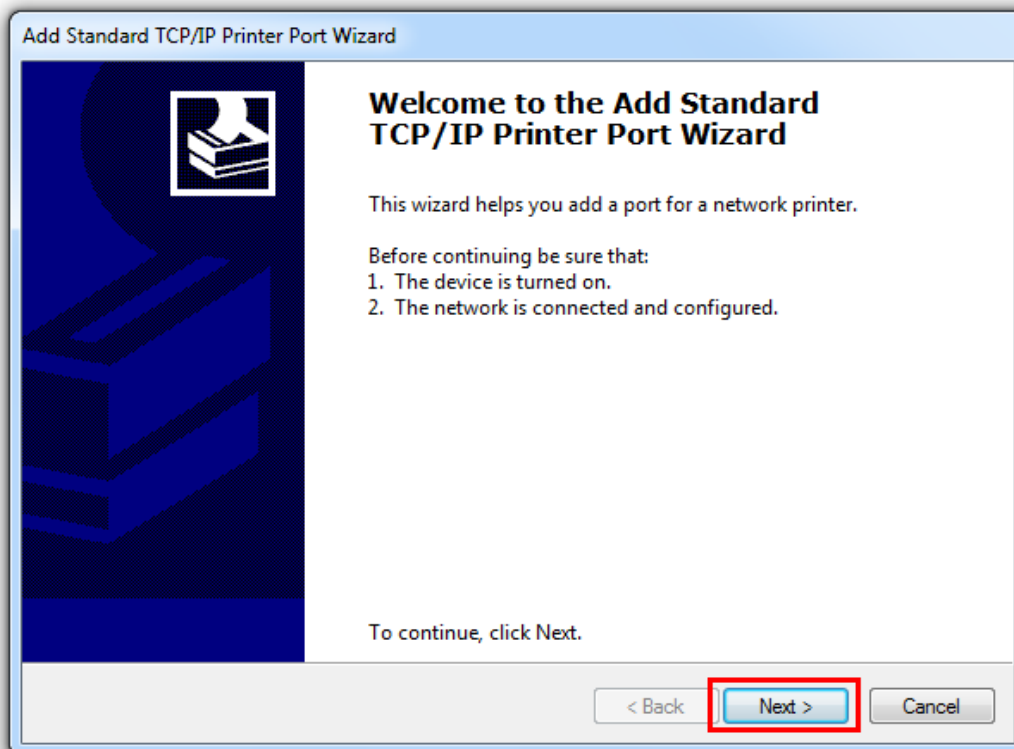 Add Standard TCP/IP Printer Port Wizard
Welcome to the Add Standard
TCP/IP Printer Port Wizard
This wizard helps you add a port for a network printer.
Before continuing be sure that:
1. The device is turned on.
2. The network is connected and configured.
To continue, click Next.
< Back Next > Cancel